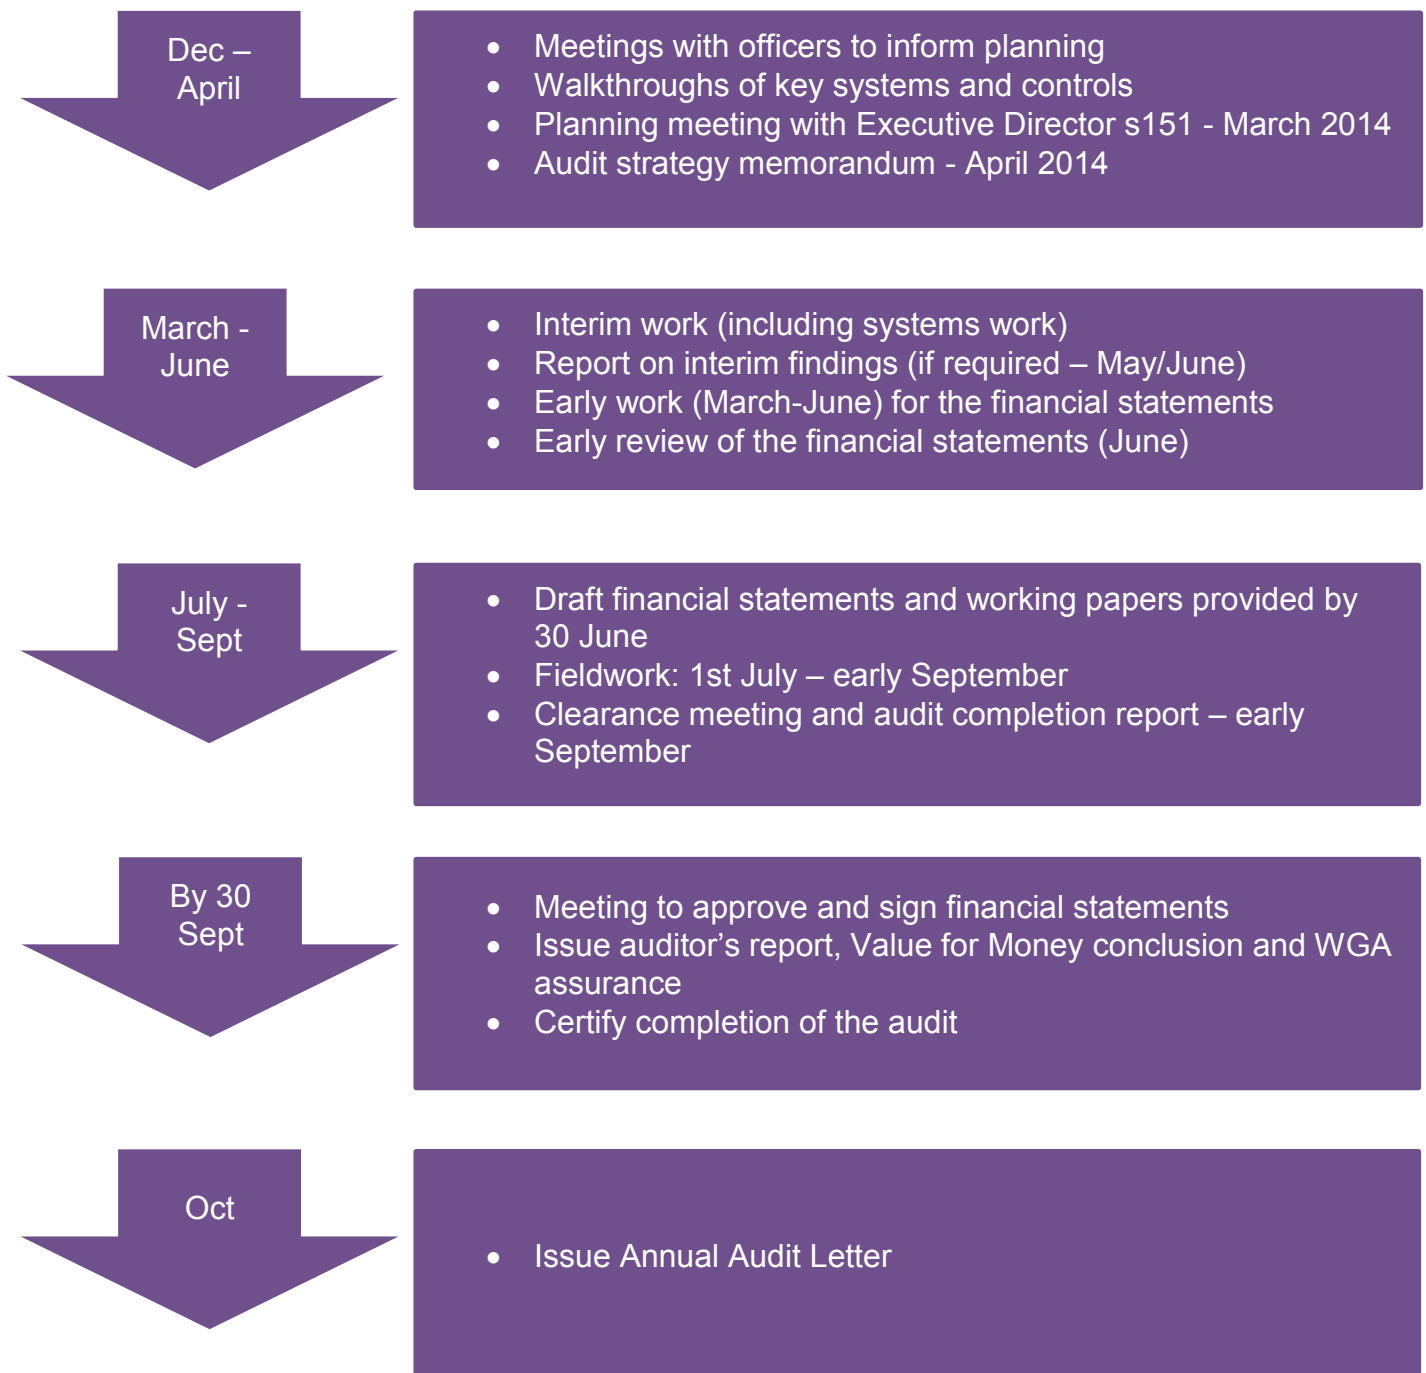 Dec –
April
• Meetings with officers to inform planning
• Walkthroughs of key systems and controls
• Planning meeting with Executive Director s151 - March 2014
• Audit strategy memorandum - April 2014
March -
June
• Interim work (including systems work)
• Report on interim findings (if required – May/June)
• Early work (March-June) for the financial statements
• Early review of the financial statements (June)
July -
Sept
• Draft financial statements and working papers provided by
30 June
• Fieldwork: 1st July – early September
• Clearance meeting and audit completion report – early
September
By 30
Sept
• Meeting to approve and sign financial statements
• Issue auditor’s report, Value for Money conclusion and WGA
assurance
• Certify completion of the audit
Oct
• Issue Annual Audit Letter